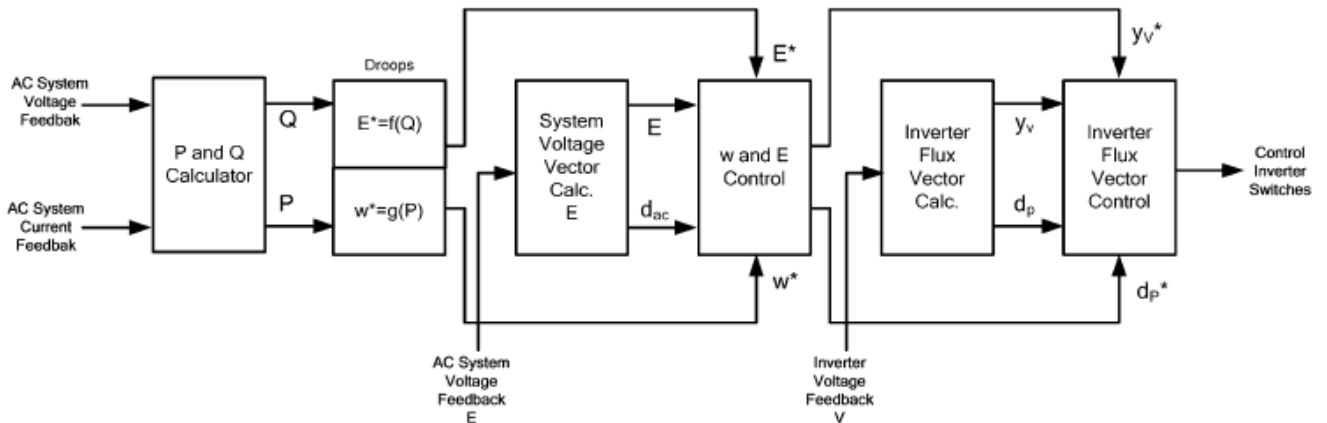 AC System
Voltage
Feedbak
AC System
Current
Feedbak
P and Q
Calculator
Q
P
Droops
E*=f(Q)
w*=g(P)
AC System
Voltage
Feedback
E
System
Voltage
Vector
Calc.
E
E
dac
E*
w and E
Control
w*
Inverter
Voltage
Feedback
V
Inverter
Flux
Vector
Calc.
yv
dp
yV*
Inverter
Flux
Vector
Control
dP*
Control
Inverter
Switches